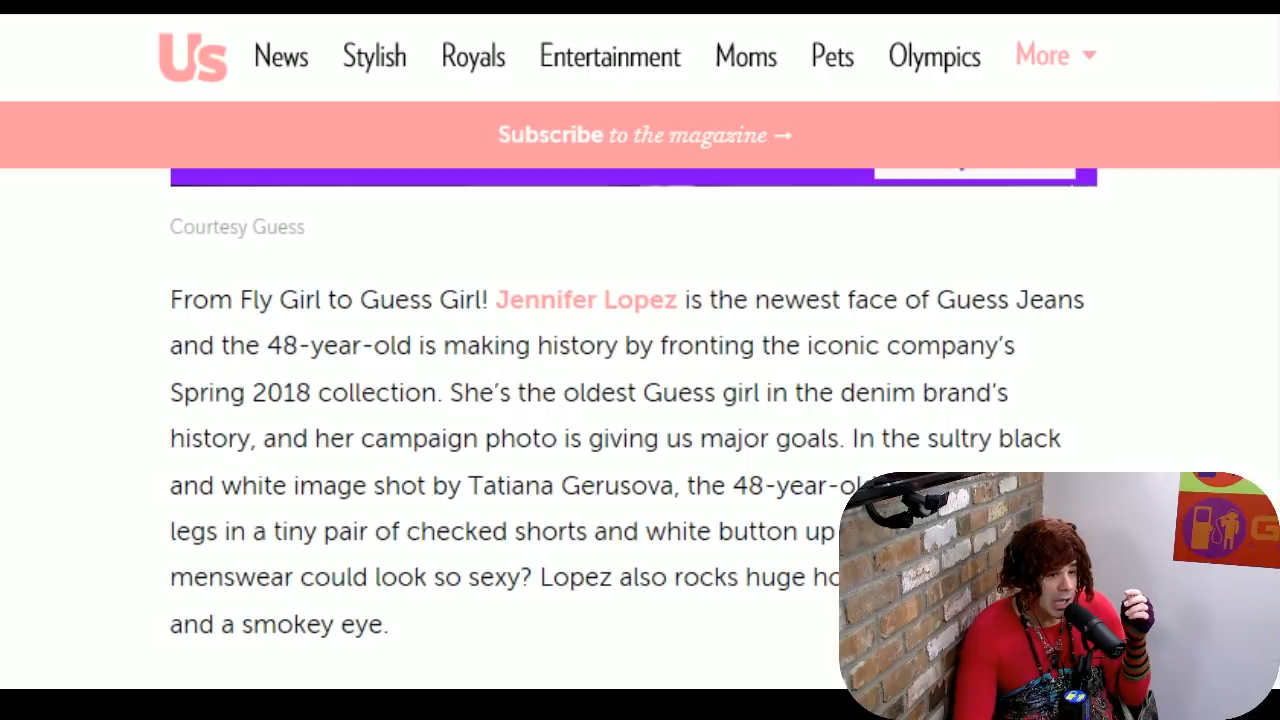 Us News Stylish Royals Entertainment Moms Pets Olympics More
Subscribe to the magazine →
Courtesy Guess
From Fly Girl to Guess Girl! Jennifer Lopez is the newest face of Guess Jeans
and the 48-year-old is making history by fronting the iconic company’s
Spring 2018 collection. She’s the oldest Guess girl in the denim brand’s
history, and her campaign photo is giving us major goals. In the sultry black
and white image shot by Tatiana Gerusova, the 48-year-ol
legs in a tiny pair of checked shorts and white button up
menswear could look so sexy? Lopez also rocks huge ho
and a smokey eye.
G